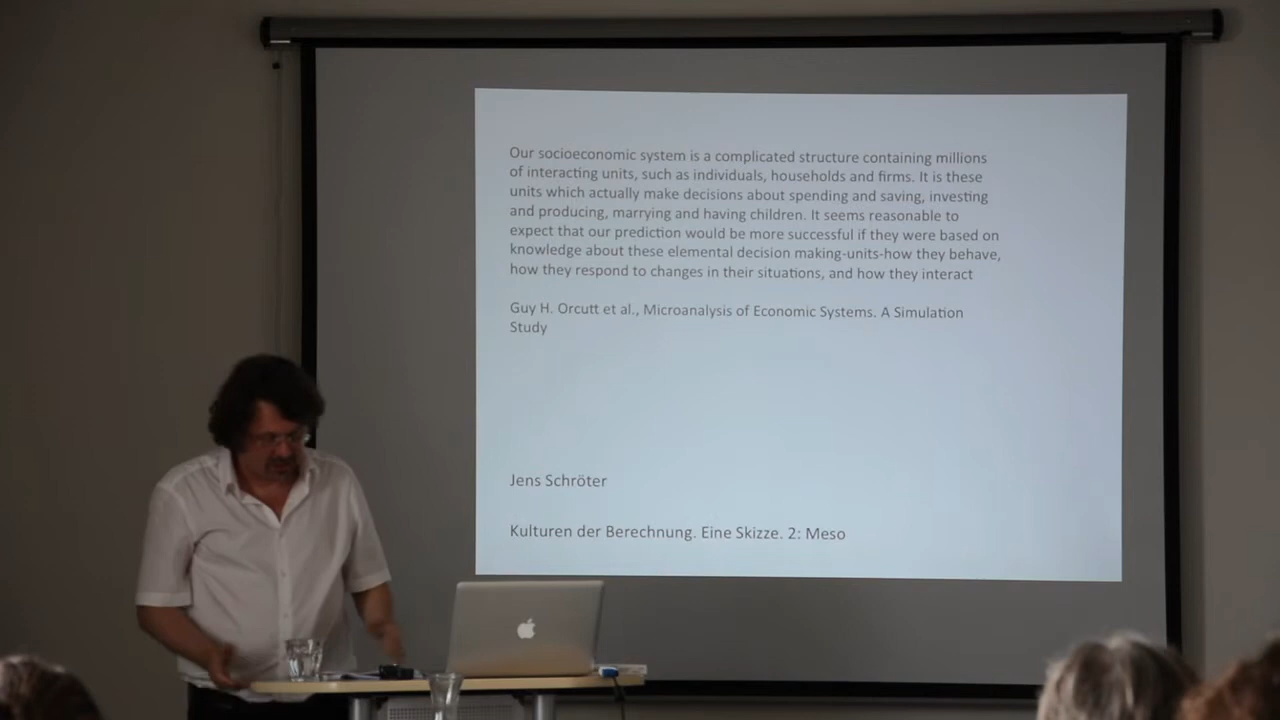 Our socioeconomic system is a complicated structure containing millions
of interacting units, such as individuals, households and firms. It is these
units which actually make decisions about spending and saving, investing
and producing, marrying and having children. It seems reasonable to
expect that our prediction would be more successful if they were based on
knowledge about these elemental decision making-units-how they behave,
how they respond to changes in their situations, and how they interact
Guy H. Orcutt et al., Microanalysis of Economic Systems. A Simulation
Study
Jens Schröter
Kulturen der Berechnung. Eine Skizze. 2: Meso